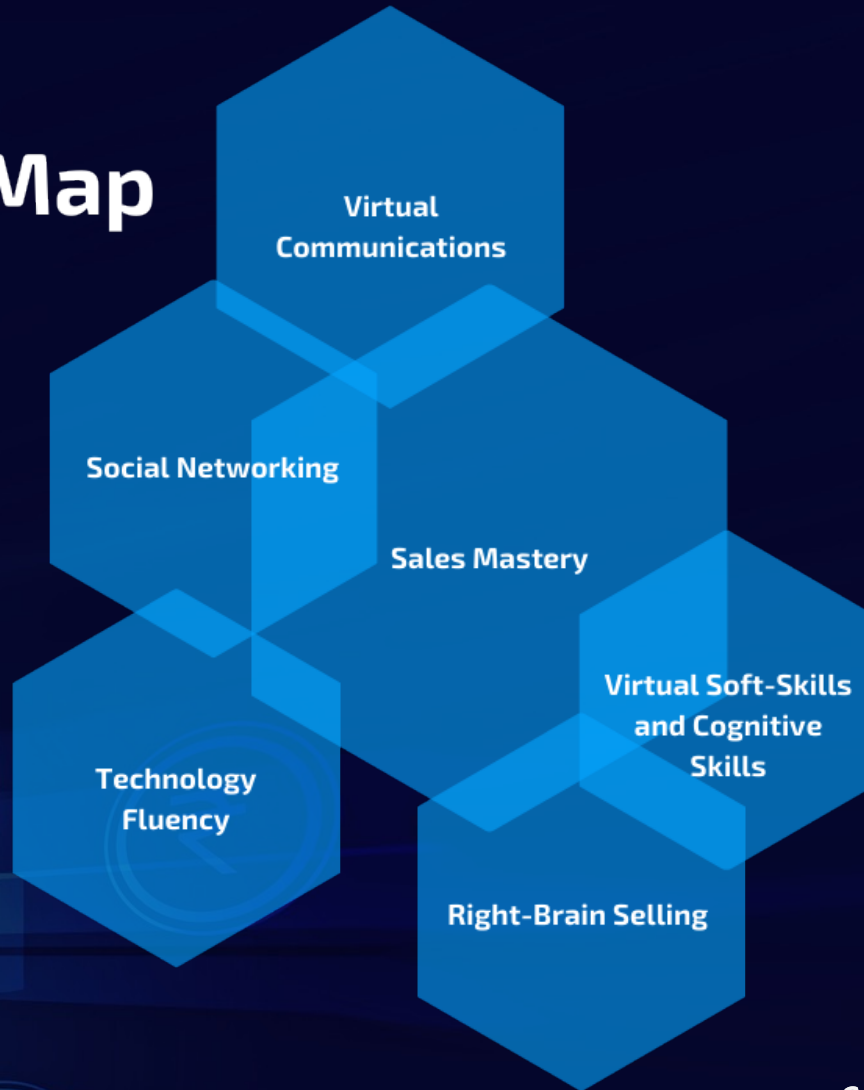 Map
Virtual
Communications
Social Networking
Sales Mastery
Virtual Soft-Skills
and Cognitive
Skills
Technology
Fluency
Right-Brain Selling